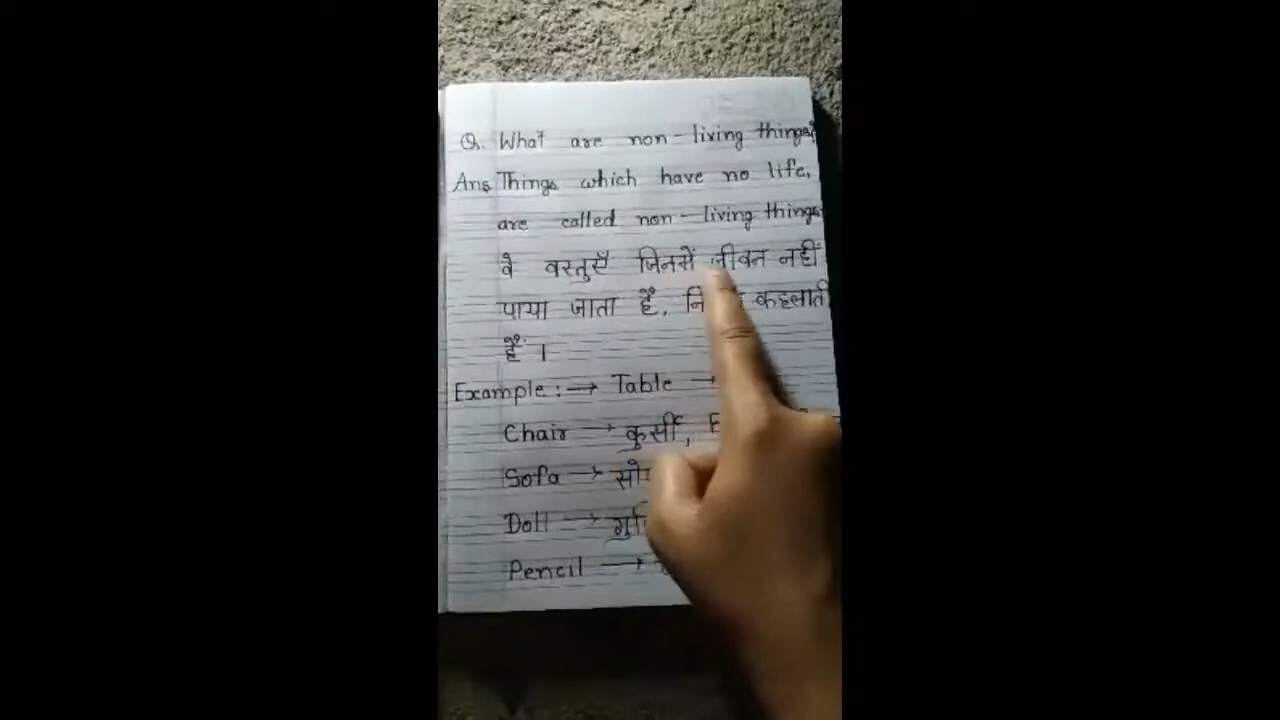 Q. What are non-living things?
Ans Things which have no life,
are called non-living things.
वे वस्तुएँ जिनमें जीवन नहीं
पाया जाता हैं, कहलाती
हैं ।
Example :→ Table →
Chair → कुर्सी,
Sofa →
Doll →
Pencil →